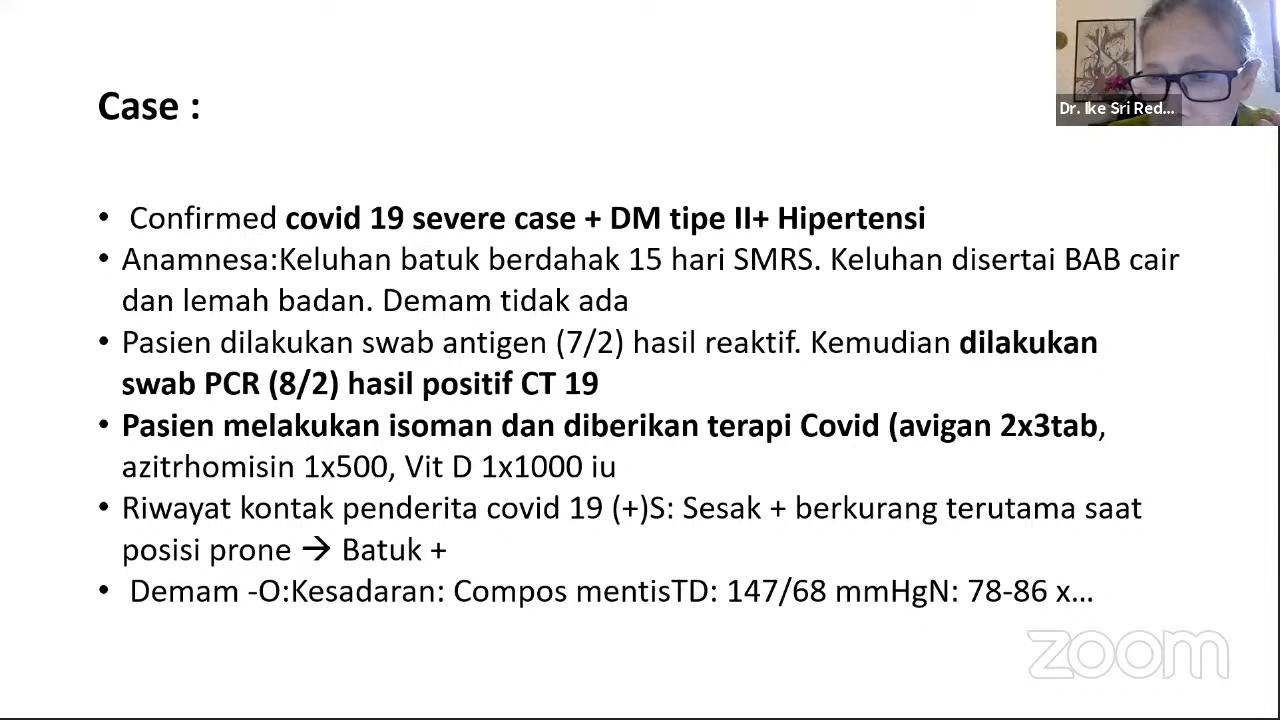 Case :
Dr. Ike Sri Red...
• Confirmed covid 19 severe case + DM tipe II+ Hipertensi
• Anamnesa:Keluhan batuk berdahak 15 hari SMRS. Keluhan disertai BAB cair
dan lemah badan. Demam tidak ada
• Pasien dilakukan swab antigen (7/2) hasil reaktif. Kemudian dilakukan
swab PCR (8/2) hasil positif CT 19
• Pasien melakukan isoman dan diberikan terapi Covid (avigan 2x3tab,
azitrhomisin 1x500, Vit D 1x1000 iu
• Riwayat kontak penderita covid 19 (+)S: Sesak + berkurang terutama saat
posisi prone → Batuk +
• Demam -O:Kesadaran: Compos mentisTD: 147/68 mmHgN: 78-86 x...
zoom